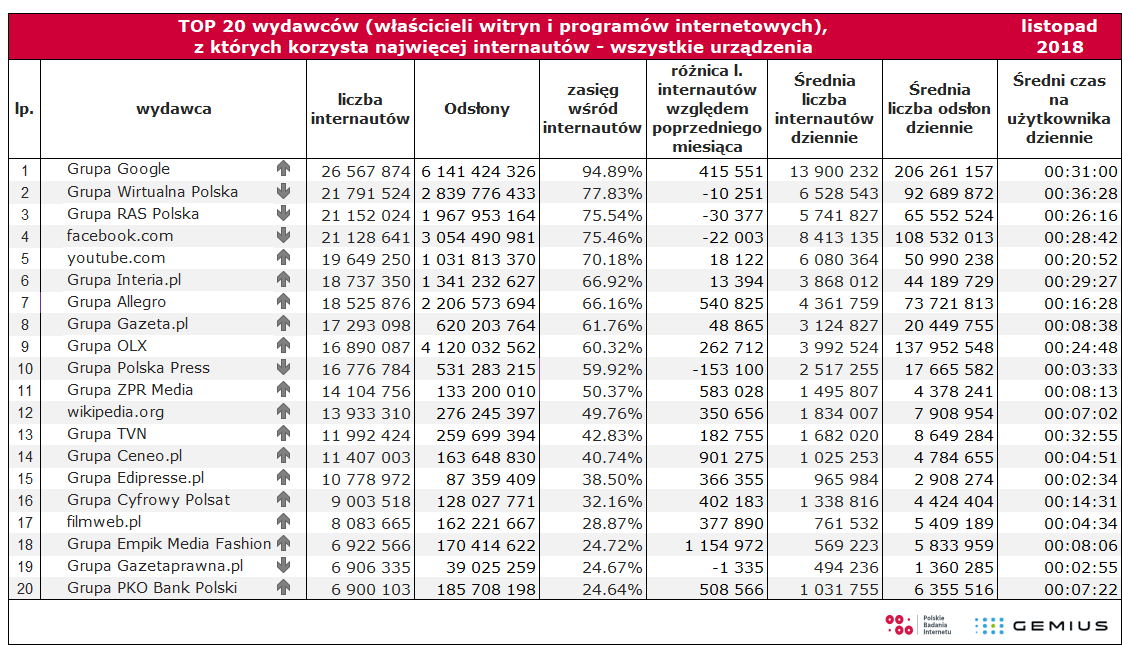 TOP 20 wydawców (właścicieli witryn i programów internetowych),
z których korzysta najwięcej internautów - wszystkie urządzenia
listopad
2018
lp.
wydawca
liczba
internautów
Odsłony
zasięg
wśród
internautów
różnica l.
internautów
względem
poprzedniego
miesiąca
Średnia
liczba
internautów
dziennie
Średnia
liczba odsłon
dziennie
Średni czas
na
użytkownika
dziennie
1 Grupa Google 26 567 874 6 141 424 326 94.89% 415 551 13 900 232 206 261 157 00:31:00
2 Grupa Wirtualna Polska 21 791 524 2 839 776 433 77.83% -10 251 6 528 543 92 689 872 00:36:28
3 Grupa RAS Polska 21 152 024 1 967 953 164 75.54% -30 377 5 741 827 65 552 524 00:26:16
4 facebook.com 21 128 641 3 054 490 981 75.46% -22 003 8 413 135 108 532 013 00:28:42
5 youtube.com 19 649 250 1 031 813 370 70.18% 18 122 6 080 364 50 990 238 00:20:52
6 Grupa Interia.pl 18 737 350 1 341 232 627 66.92% 13 394 3 868 012 44 189 729 00:29:27
7 Grupa Allegro 18 525 876 2 206 573 694 66.16% 540 825 4 361 759 73 721 813 00:16:28
8 Grupa Gazeta.pl 17 293 098 620 203 764 61.76% 48 865 3 124 827 20 449 755 00:08:38
9 Grupa OLX 16 890 087 4 120 032 562 60.32% 262 712 3 992 524 137 952 548 00:24:48
10 Grupa Polska Press 16 776 784 531 283 215 59.92% -153 100 2 517 255 17 665 582 00:03:33
11 Grupa ZPR Media 14 104 756 133 200 010 50.37% 583 028 1 495 807 4 378 241 00:08:13
12 wikipedia.org 13 933 310 276 245 397 49.76% 350 656 1 834 007 7 908 954 00:07:02
13 Grupa TVN 11 992 424 259 699 394 42.83% 182 755 1 682 020 8 649 284 00:32:55
14 Grupa Ceneo.pl 11 407 003 163 648 830 40.74% 901 275 1 025 253 4 784 655 00:04:51
15 Grupa Edipresse.pl 10 778 972 87 359 409 38.50% 366 355 965 984 2 908 274 00:02:34
16 Grupa Cyfrowy Polsat 9 003 518 128 027 771 32.16% 402 183 1 338 816 4 424 404 00:14:31
17 filmweb.pl 8 083 665 162 221 667 28.87% 377 890 761 532 5 409 189 00:04:34
18 Grupa Empik Media Fashion 6 922 566 170 414 622 24.72% 1 154 972 569 223 5 833 959 00:08:06
19 Grupa Gazetaprawna.pl 6 906 335 39 025 259 24.67% -1 335 494 236 1 360 285 00:02:55
20 Grupa PKO Bank Polski 6 900 103 185 708 198 24.64% 508 566 1 031 755 6 355 516 00:07:22
Polskie
Badania
Internetu
GEMIUS